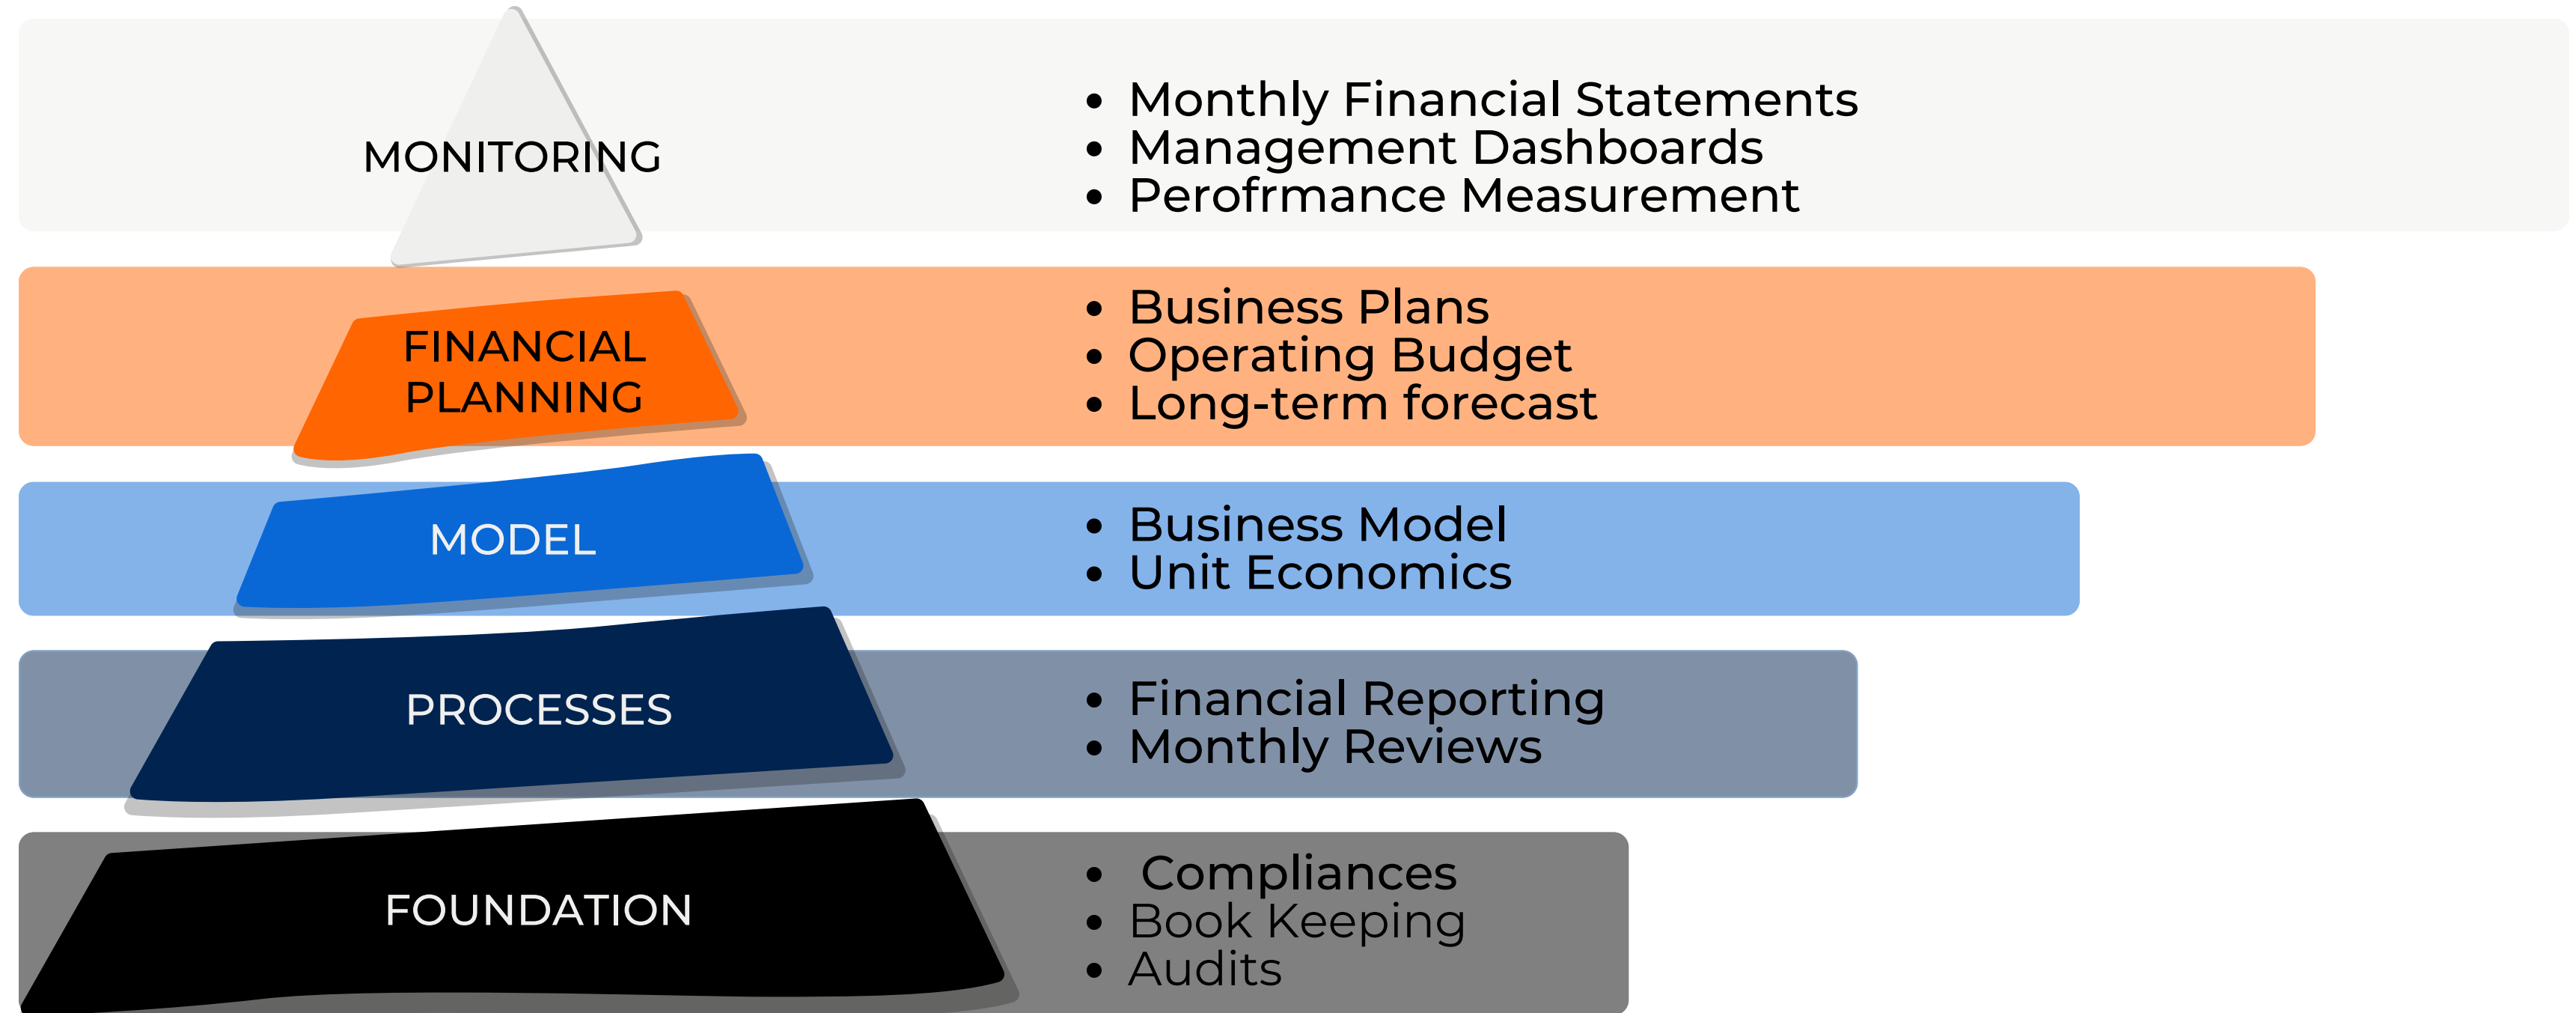 MONITORING
• Monthly Financial Statements
• Management Dashboards
• Perofrmance Measurement
FINANCIAL
PLANNING
• Business Plans
• Operating Budget
• Long-term forecast
MODEL
• Business Model
• Unit Economics
PROCESSES
• Financial Reporting
• Monthly Reviews
FOUNDATION
• Compliances
• Book Keeping
• Audits